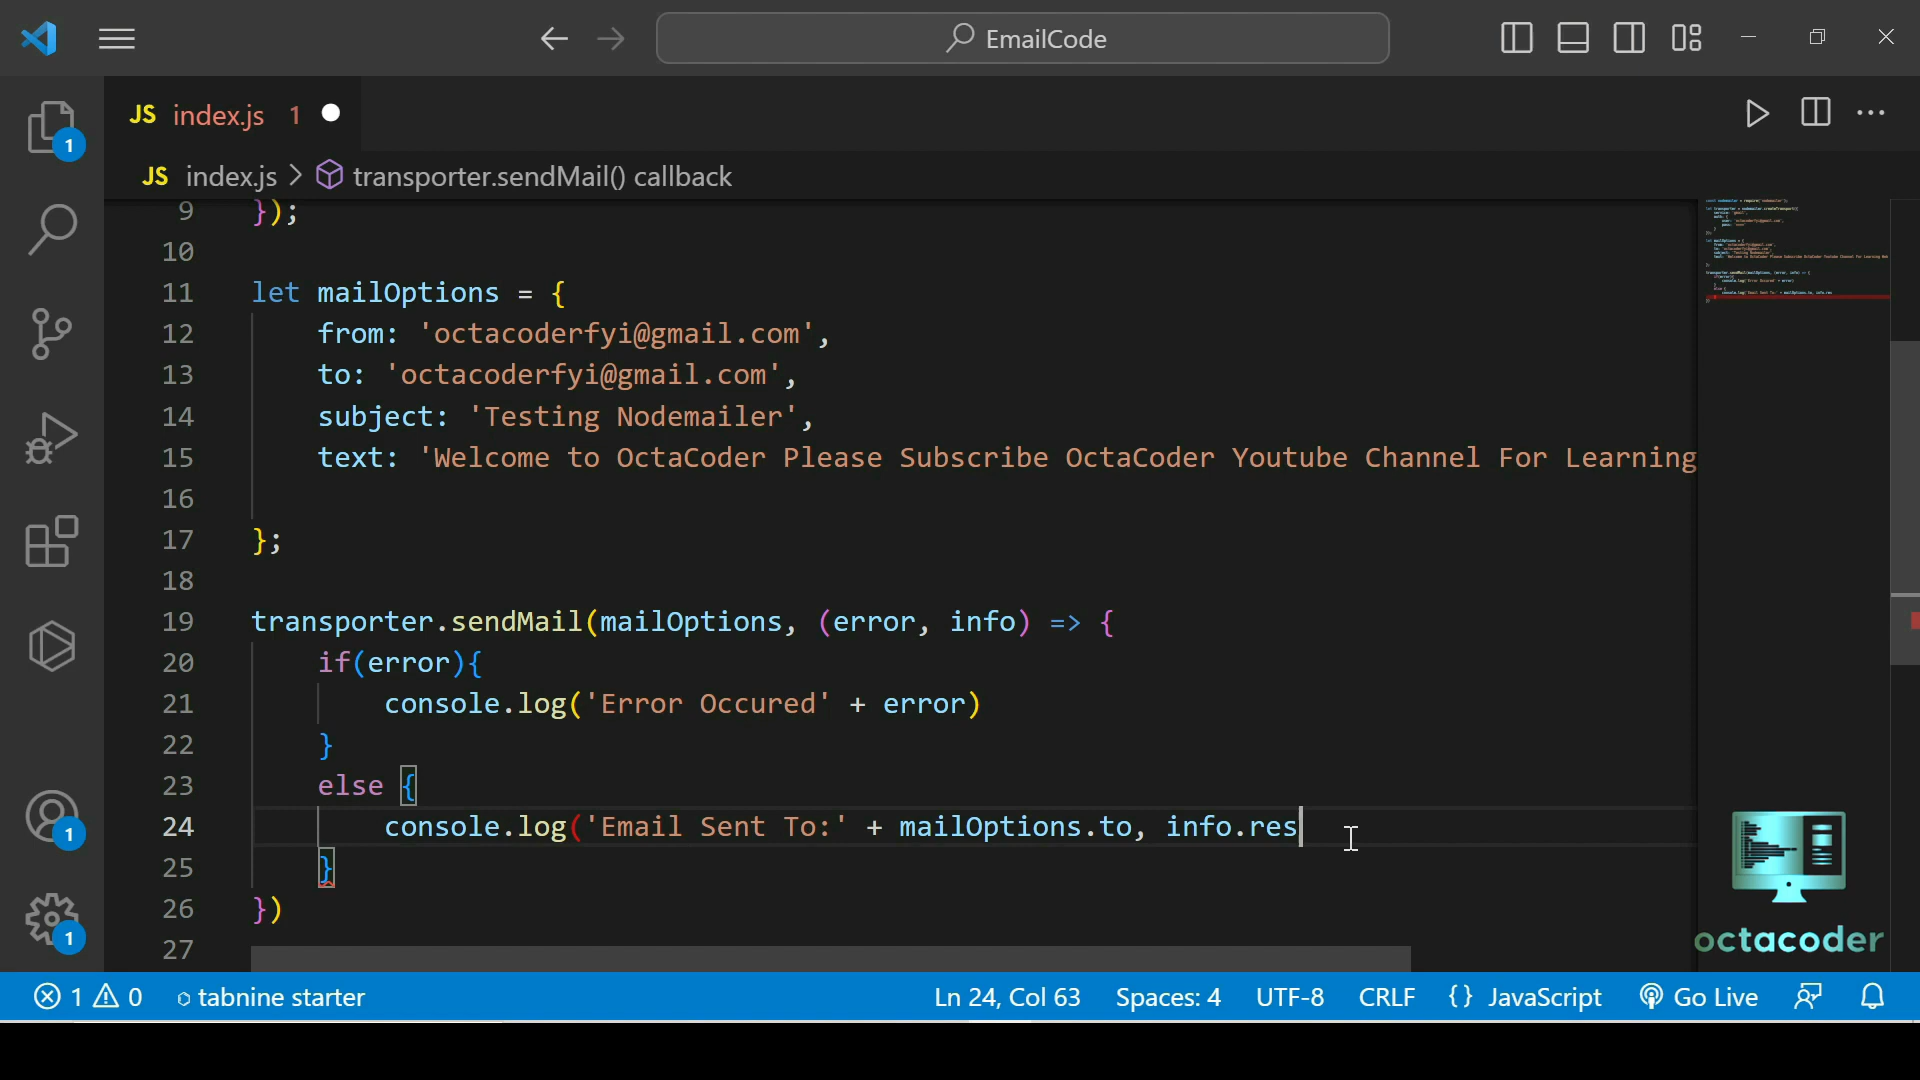 EmailCode
JS index.js 1
JS index.js > transporter.sendMail() callback
9 });
10
11 let mailOptions = {
12 from: 'octacoderfyi@gmail.com',
13 to: 'octacoderfyi@gmail.com',
14 subject: 'Testing Nodemailer',
15 text: 'Welcome to OctaCoder Please Subscribe OctaCoder Youtube Channel For Learning
16
17 };
18
19 transporter.sendMail(mailOptions, (error, info) => {
20 if(error){
21 console.log('Error Occured' + error)
22 }
23 else {
24 console.log('Email Sent To:' + mailOptions.to, info.res
25 }
26 })
27
1
1
1
octacoder
1 0 tabnine starter Ln 24, Col 63 Spaces: 4 UTF-8 CRLF {} JavaScript Go Live